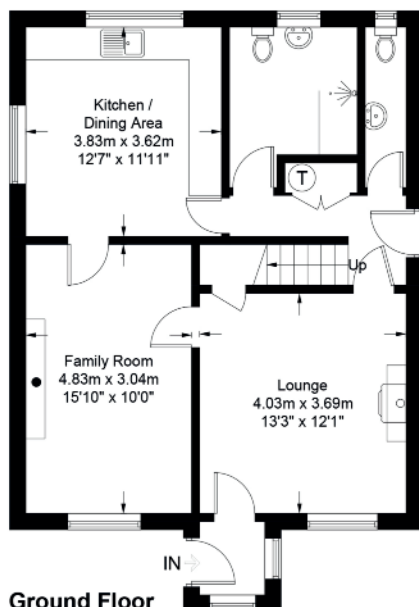 Kitchen /
Dining Area
3.83m x 3.62m
12'7" x 11'11"
T
Up
Family Room
4.83m x 3.04m
15'10" x 10'0"
Lounge
4.03m x 3.69m
13'3" x 12'1"
IN
Ground Floor